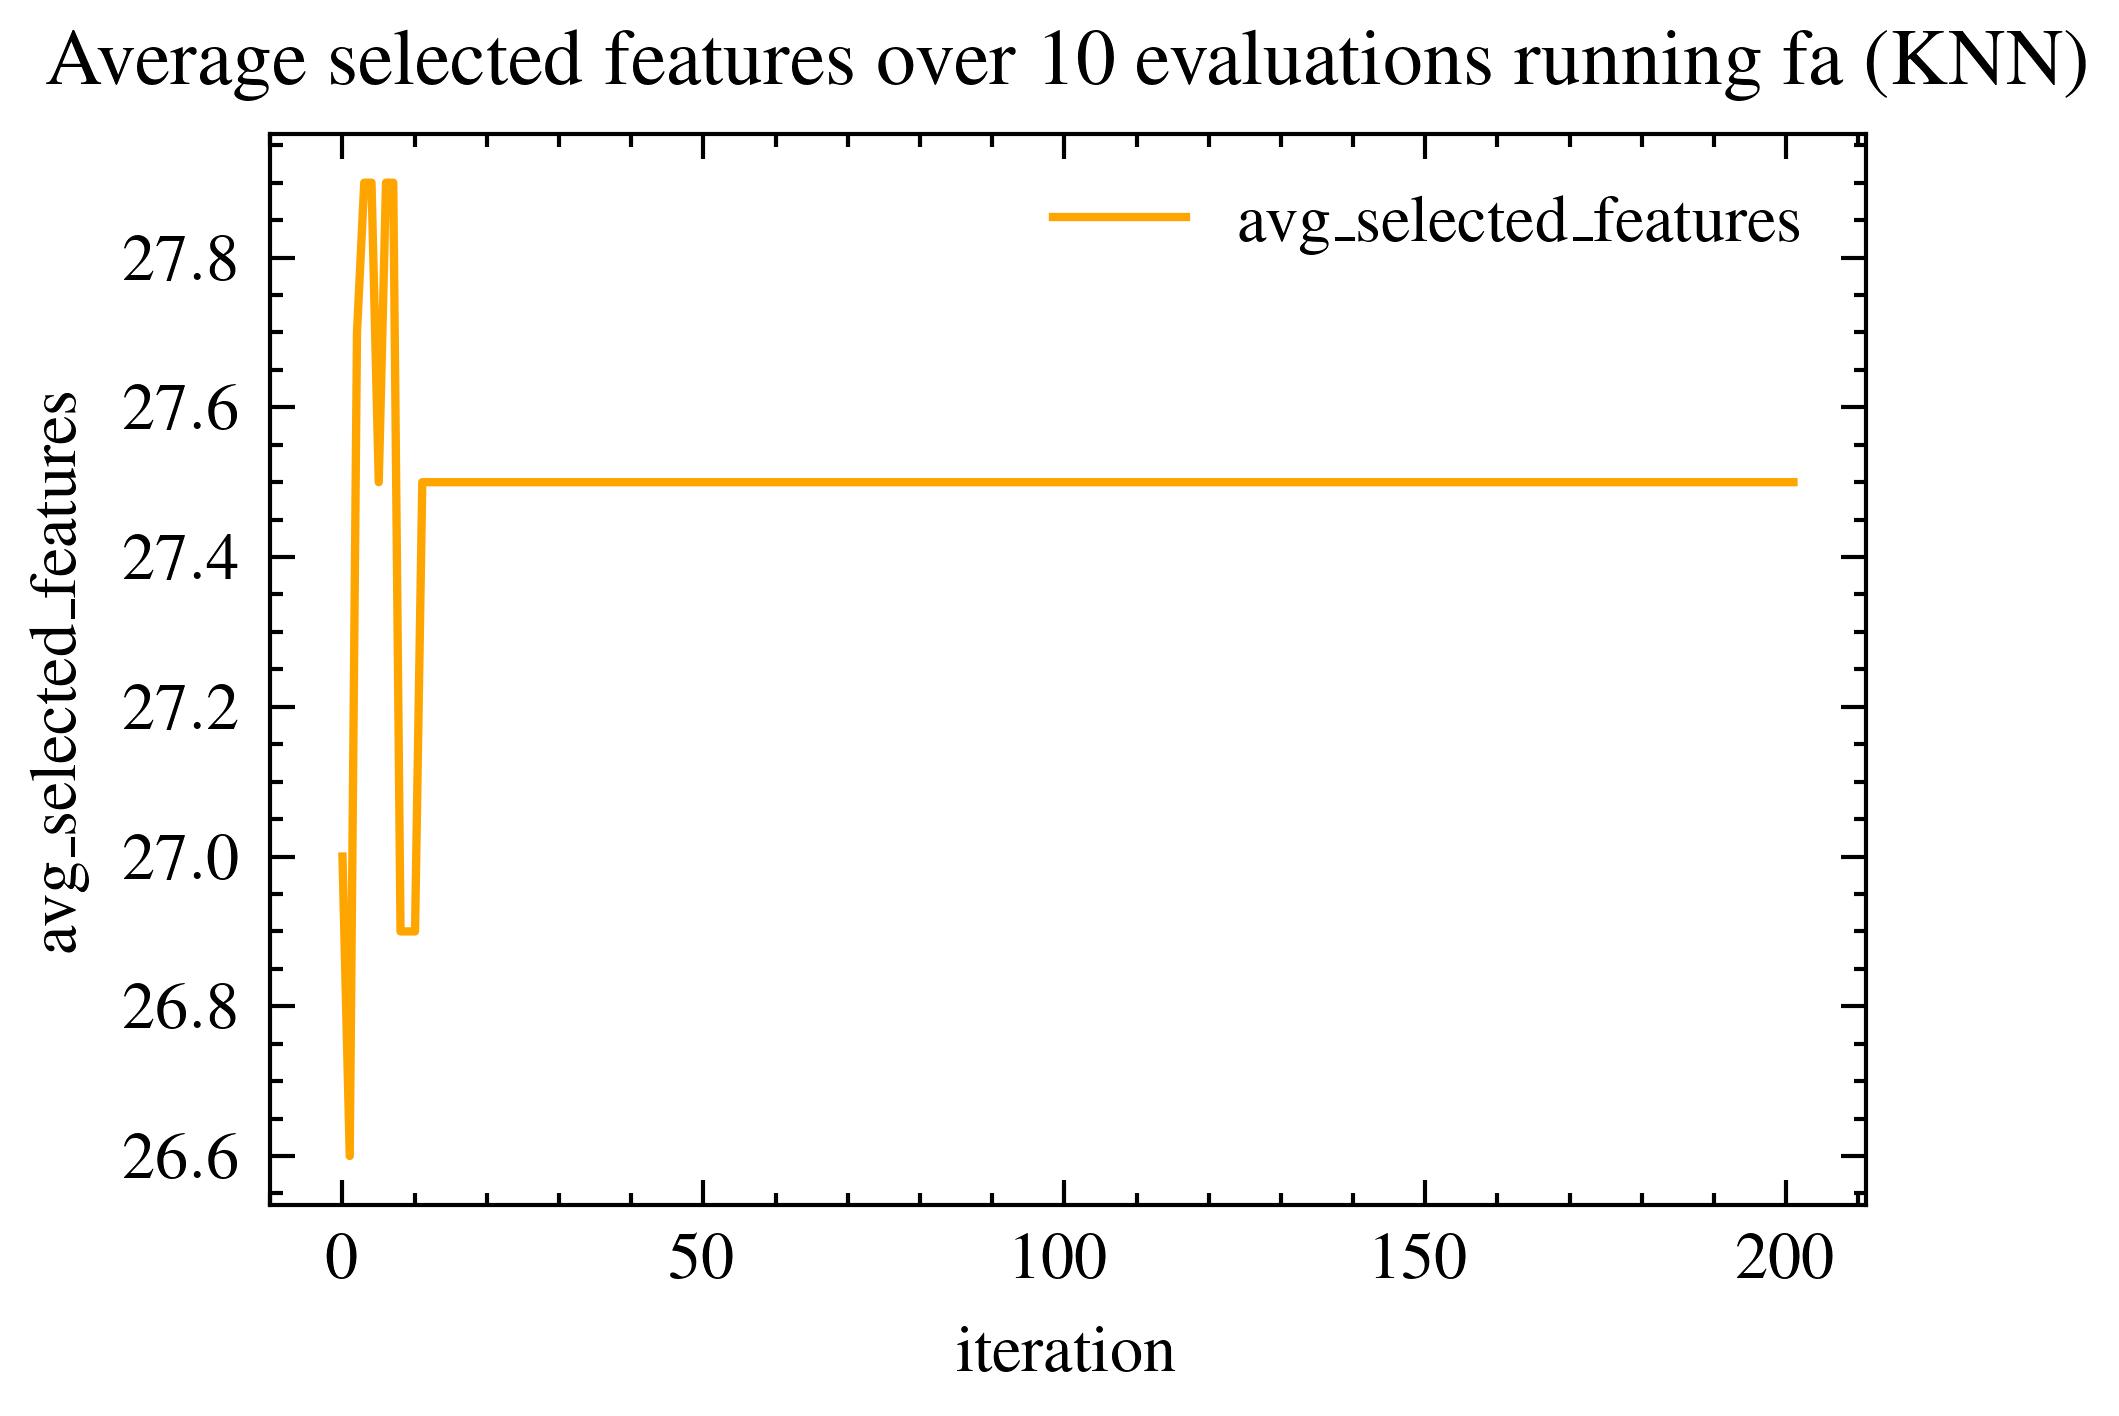 Average selected features over 10 evaluations running fa (KNN)
avg_selected_features
27.8
27.6
27.4
27.2
27.0
26.8
26.6
avg_selected_features
0 50 100 150 200
iteration